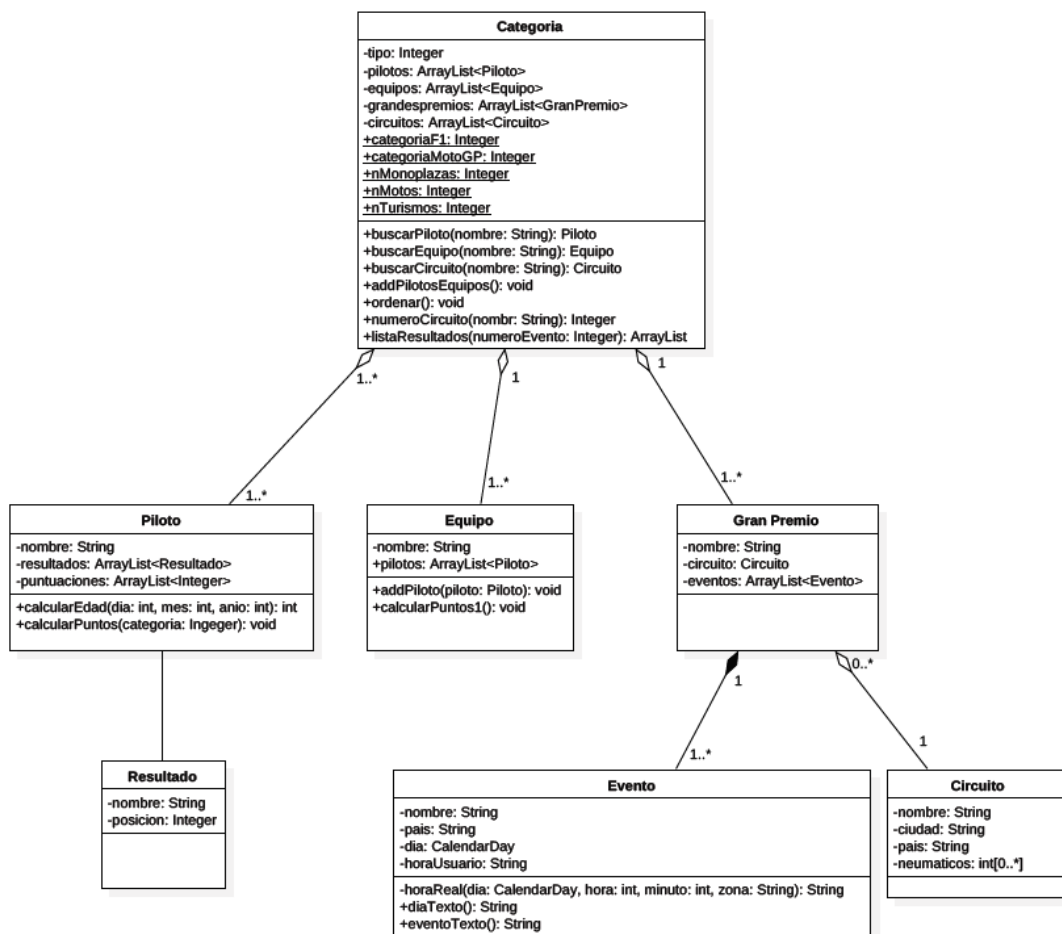 Categoria
-tipo: Integer
-pilotos: ArrayList<Piloto>
-equipos: ArrayList<Equipo>
-grandespremios: ArrayList<GranPremio>
-circuitos: ArrayList<Circuito>
+categoriaF1: Integer
+categoriaMotoGP: Integer
+nMonoplazas: Integer
+nMotos: Integer
+nTurismos: Integer
+buscarPiloto(nombre: String): Piloto
+buscarEquipo(nombre: String): Equipo
+buscarCircuito(nombre: String): Circuito
+addPilotosEquipos(): void
+ordenar(): void
+numeroCircuito(nombr: String): Integer
+listaResultados(numeroEvento: Integer): ArrayList
1..*
1
1
1..*
1..*
1..*
Piloto
-nombre: String
-resultados: ArrayList<Resultado>
-puntuaciones: ArrayList<Integer>
+calcularEdad(dia: int, mes: int, anio: int): int
+calcularPuntos(categoria: Ingeger): void
Equipo
-nombre: String
+pilotos: ArrayList<Piloto>
+addPiloto(piloto: Piloto): void
+calcularPuntos1(): void
Gran Premio
-nombre: String
-circuito: Circuito
-eventos: ArrayList<Evento>
1
0..*
1..*
1
Resultado
-nombre: String
-posicion: Integer
Evento
-nombre: String
-pais: String
-dia: CalendarDay
-horaUsuario: String
-horaReal(dia: CalendarDay, hora: int, minuto: int, zona: String): String
+diaTexto(): String
+eventoTexto(): String
Circuito
-nombre: String
-ciudad: String
-pais: String
-neumaticos: int[0..*]